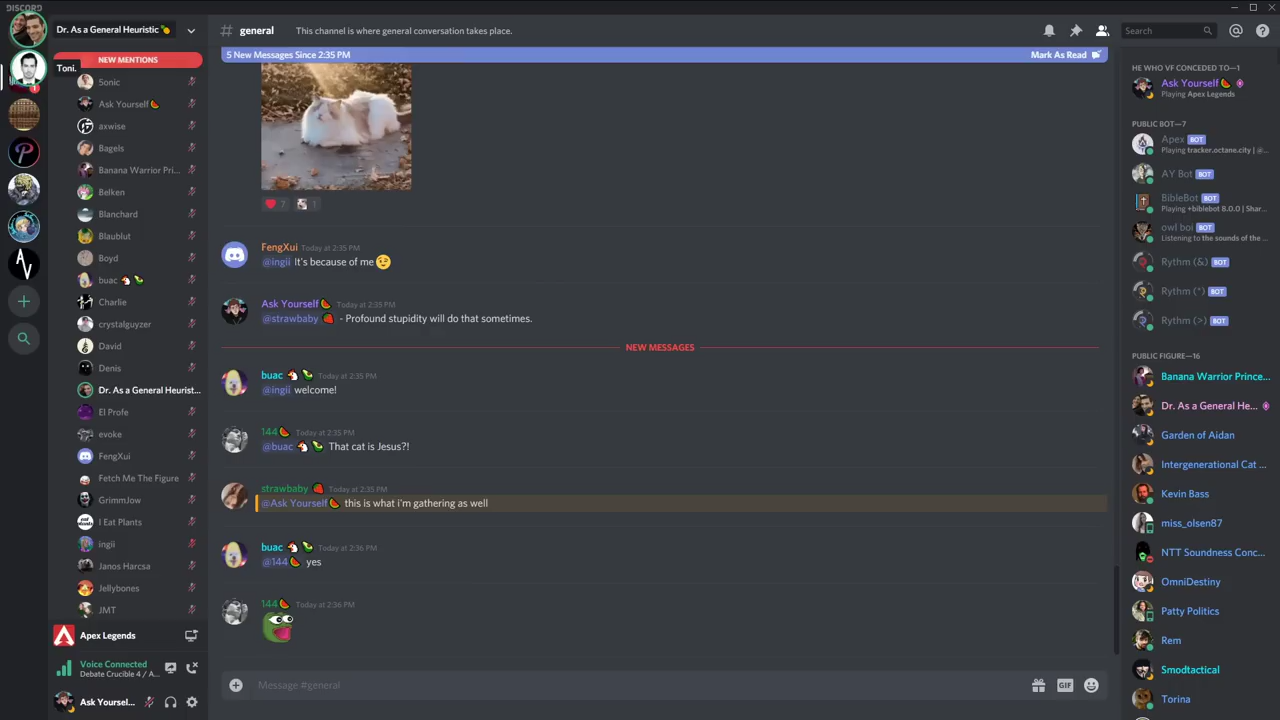 DISCORD
Dr. As a General Heuristic
Toni.
NEW MENTIONS
5onic
Ask Yourself
axwise
Bagels
Banana Warrior Pri...
Belken
Blanchard
Blaublut
Boyd
buac
Charlie
crystalguyzer
David
Denis
Dr. As a General Heurist...
El Profe
evoke
FengXui
Fetch Me The Figure
GrimmJow
I Eat Plants
ingii
Janos Harcsa
Jellybones
JMT
Apex Legends
Voice Connected
Debate Crucible 4 / A...
Ask Yoursel...
# general
This channel is where general conversation takes place.
Search
5 New Messages Since 2:35 PM
Mark As Read
7
1
FengXui Today at 2:35 PM
@ingii It's because of me
Ask Yourself Today at 2:35 PM
@strawbaby - Profound stupidity will do that sometimes.
NEW MESSAGES
buac Today at 2:35 PM
@ingii welcome!
144 Today at 2:35 PM
@buac That cat is Jesus?!
strawbaby Today at 2:35 PM
@Ask Yourself this is what i'm gathering as well
buac Today at 2:36 PM
@144 yes
144 Today at 2:36 PM
Message #general
GIF
HE WHO VF CONCEDED TO—1
Ask Yourself
Playing Apex Legends
PUBLIC BOT—7
Apex BOT
Playing tracker.octane.city | @...
AY Bot BOT
BibleBot BOT
Playing +biblebot 8.0.0 | Shar...
owl boi BOT
Listening to the sounds of the...
Rythm (&) BOT
Rythm (*) BOT
Rythm (>) BOT
PUBLIC FIGURE—16
Banana Warrior Prince...
Dr. As a General He...
Garden of Aidan
Intergenerational Cat ...
Kevin Bass
miss_olsen87
NTT Soundness Conc...
OmniDestiny
Patty Politics
Rem
Smodtactical
Torina